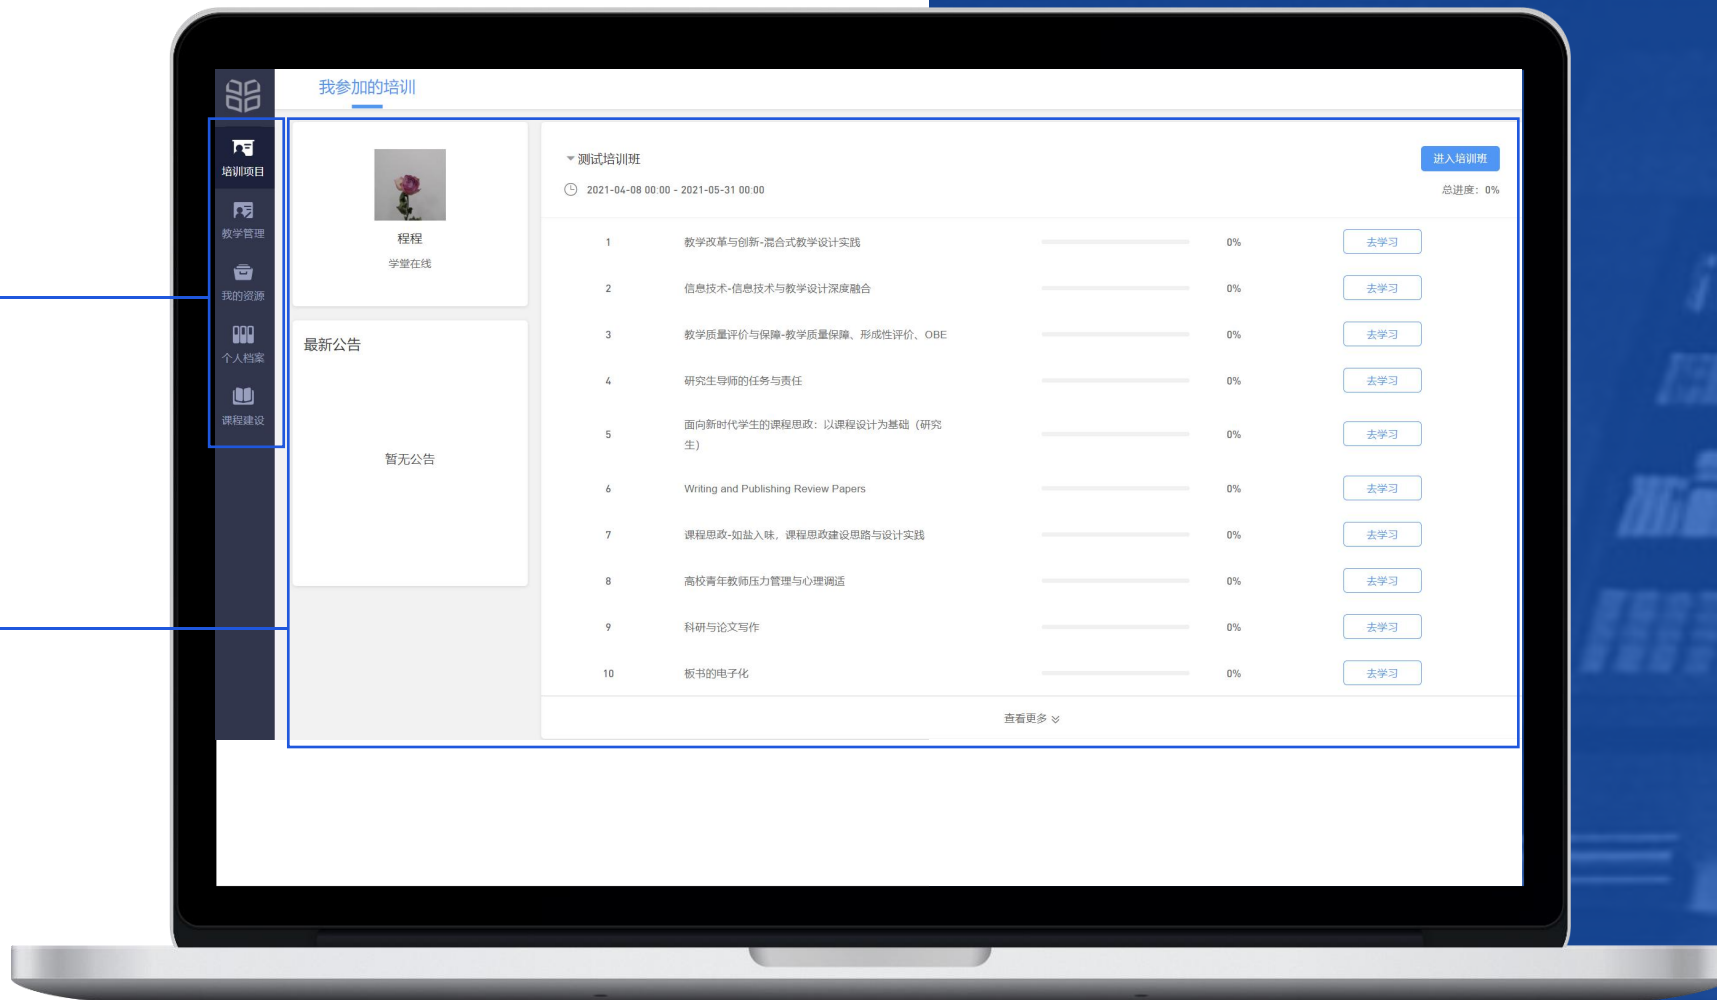 我参加的培训
培训项目
教学管理
我的资源
个人档案
课程建设
程程
学堂在线
最新公告
暂无公告
测试培训班
进入培训班
2021-04-08 00:00 - 2021-05-31 00:00
总进度：0%
1 教学改革与创新-混合式教学设计实践 0% 去学习
2 信息技术-信息技术与教学设计深度融合 0% 去学习
3 教学质量评价与保障-教学质量保障、形成性评价、OBE 0% 去学习
4 研究生导师的任务与责任 0% 去学习
5 面向新时代学生的课程思政：以课程设计为基础（研究
生） 0% 去学习
6 Writing and Publishing Review Papers 0% 去学习
7 课程思政-如盐入味，课程思政建设思路与设计实践 0% 去学习
8 高校青年教师压力管理与心理调适 0% 去学习
9 科研与论文写作 0% 去学习
10 板书的电子化 0% 去学习
查看更多